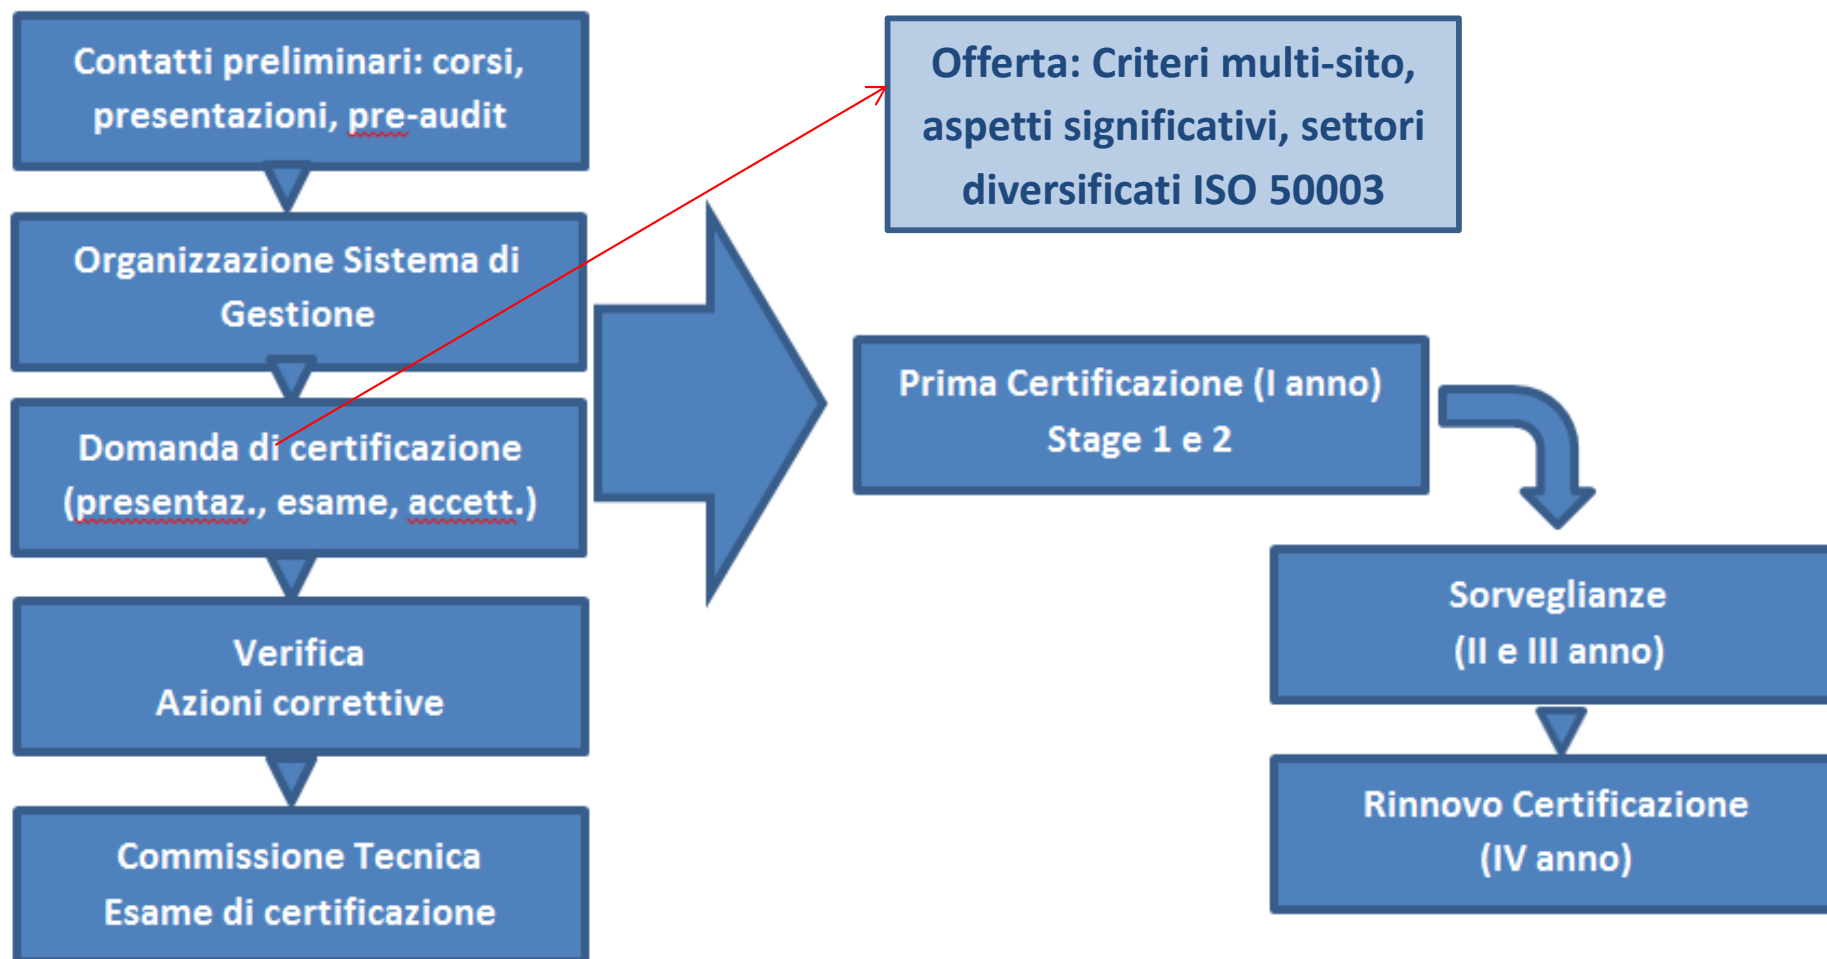 Contatti preliminari: corsi,
presentazioni, pre-audit
Organizzazione Sistema di
Gestione
Domanda di certificazione
(presentaz., esame, accett.)
Verifica
Azioni correttive
Commissione Tecnica
Esame di certificazione
Offerta: Criteri multi-sito,
aspetti significativi, settori
diversificati ISO 50003
Prima Certificazione (I anno)
Stage 1 e 2
Sorveglianze
(II e III anno)
Rinnovo Certificazione
(IV anno)